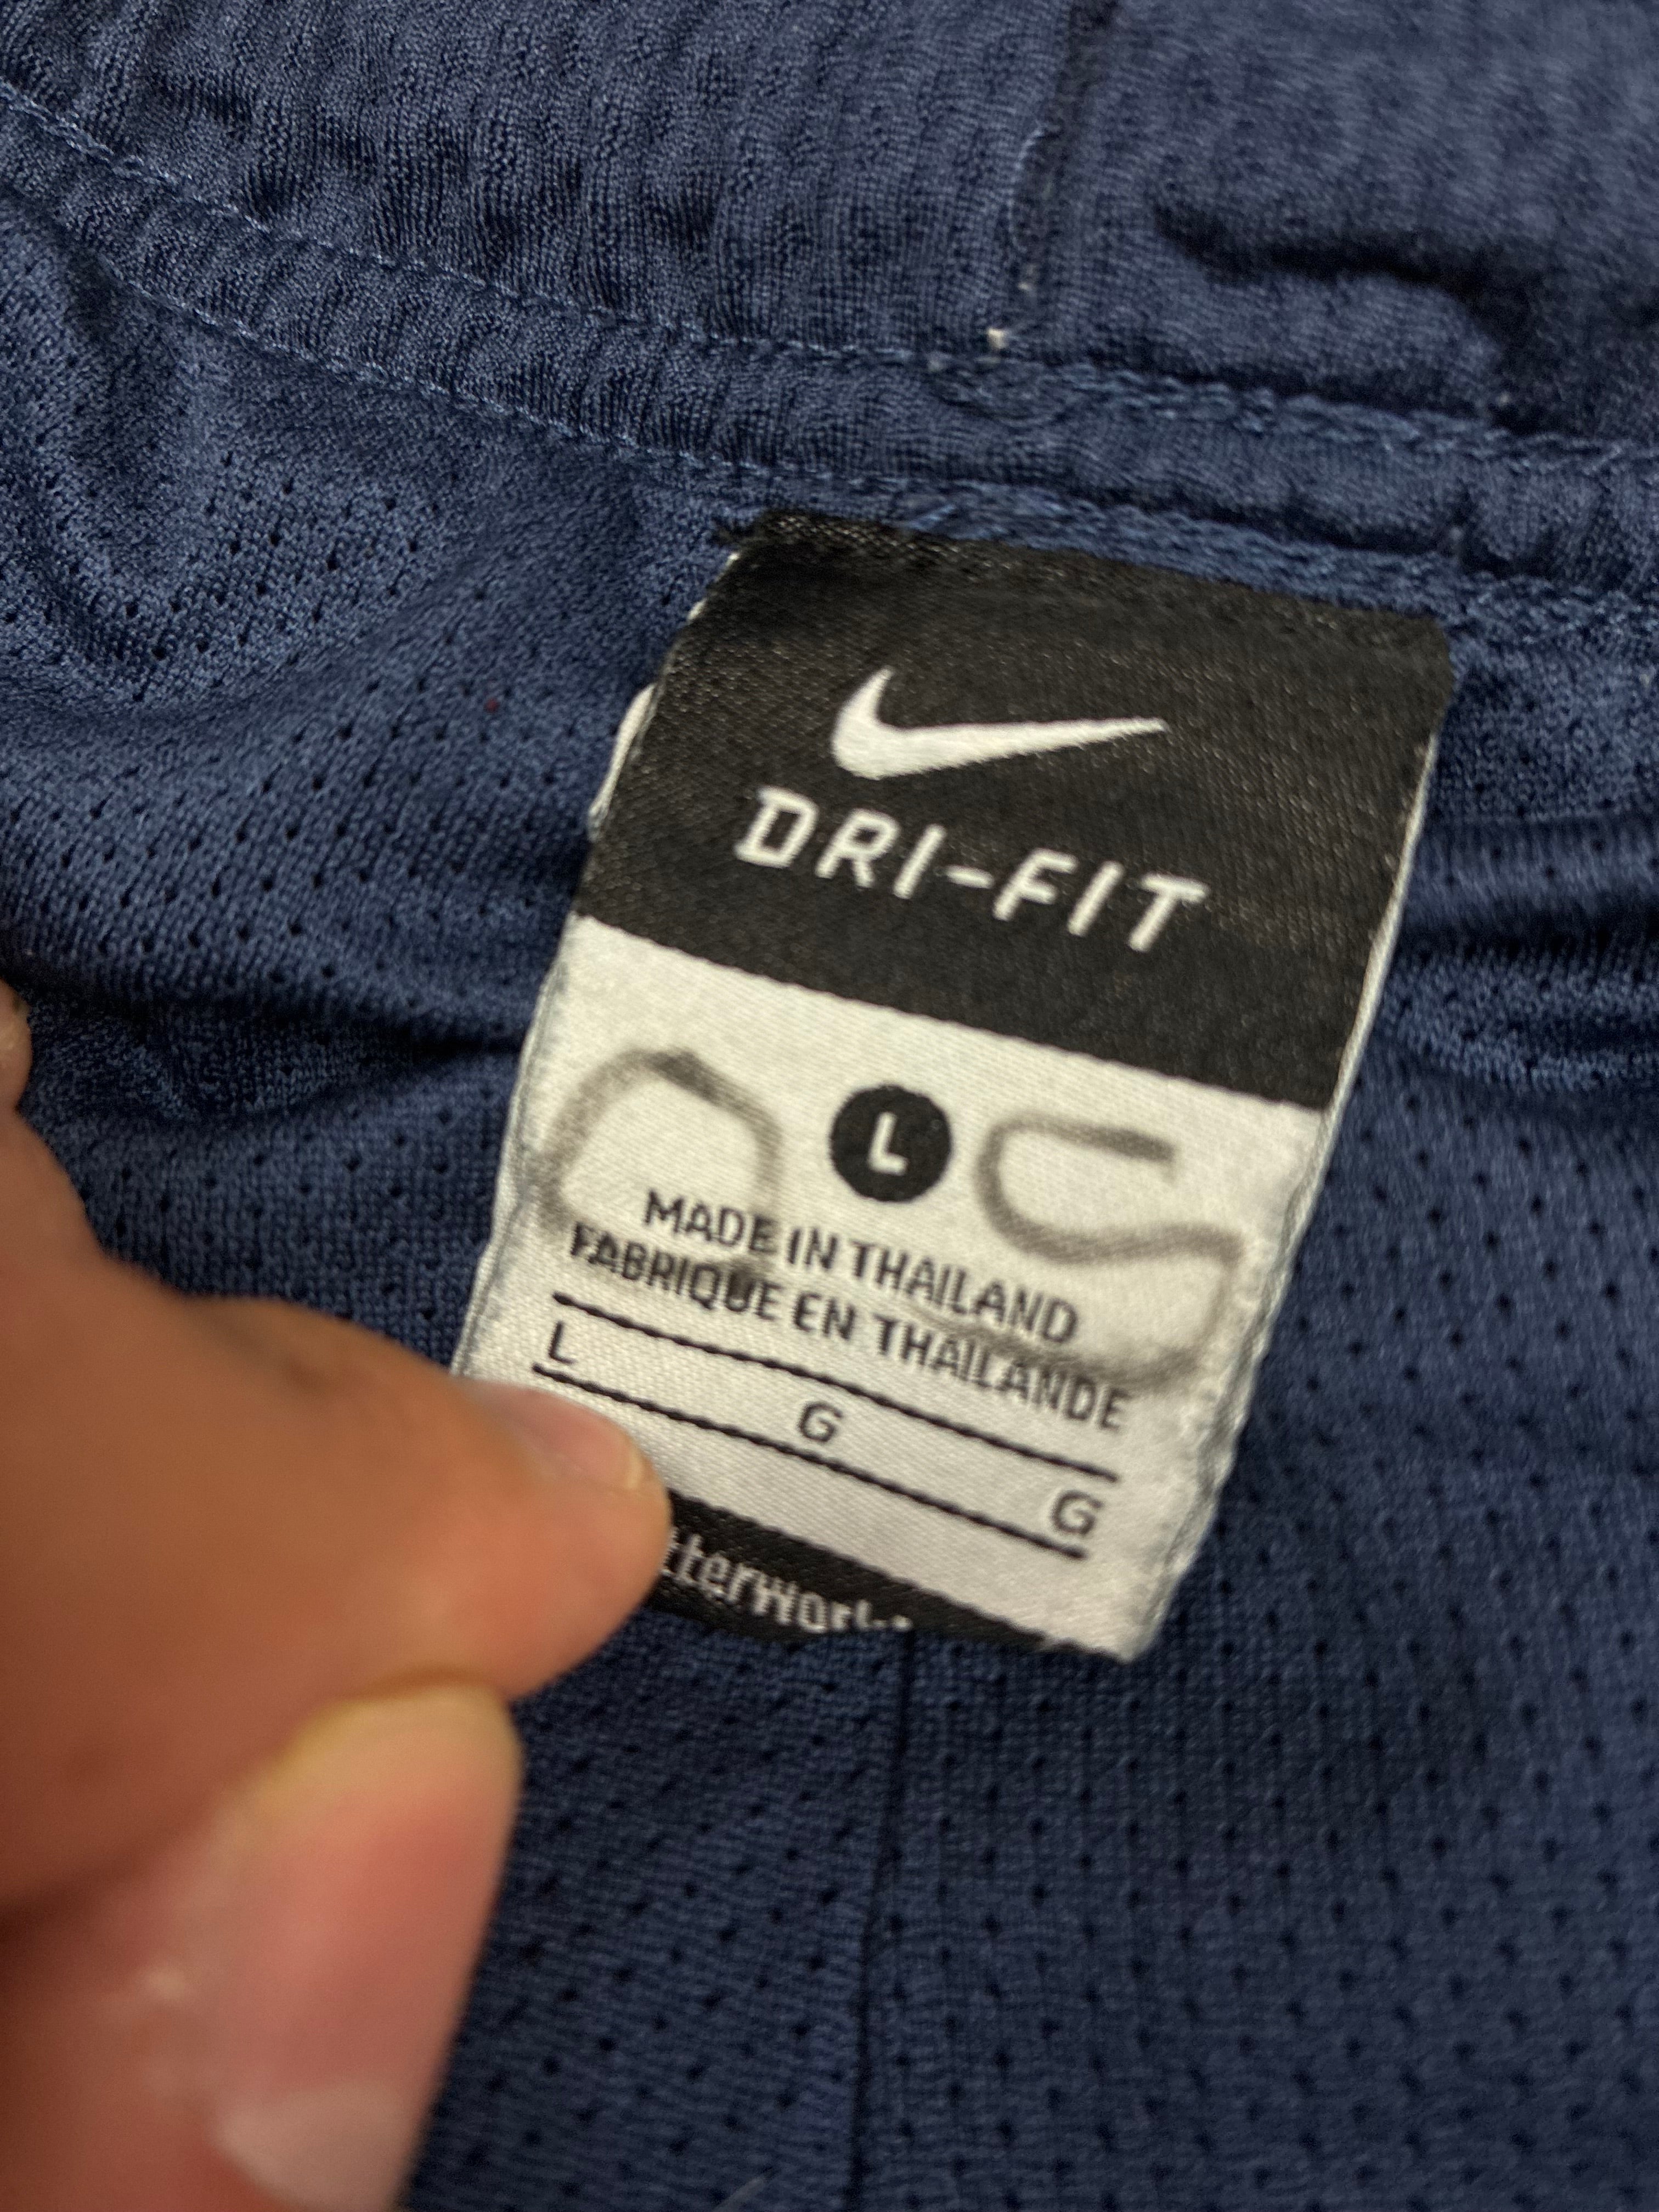 DRI-FIT
L
MADE IN THAILAND
FABRIQUE EN THAILANDE
L G G